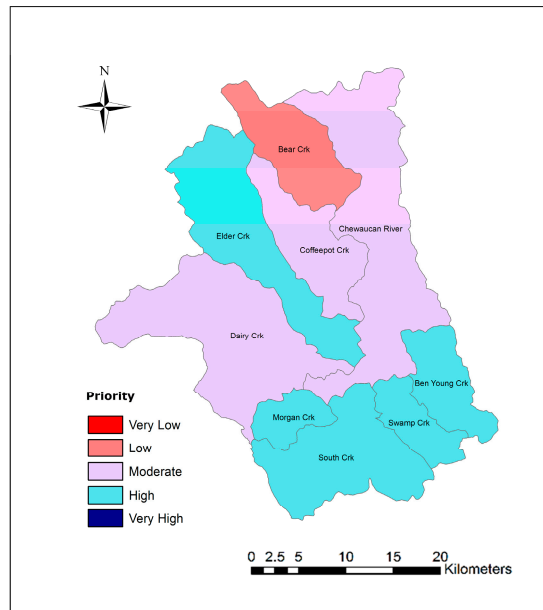 N
Bear Crk
Chewaucan River
Elder Crk
Coffeepot Crk
Dairy Crk
Ben Young Crk
Morgan Crk
Swamp Crk
South Crk
Priority
Very Low
Low
Moderate
High
Very High
0 2.5 5 10 15 20
Kilometers